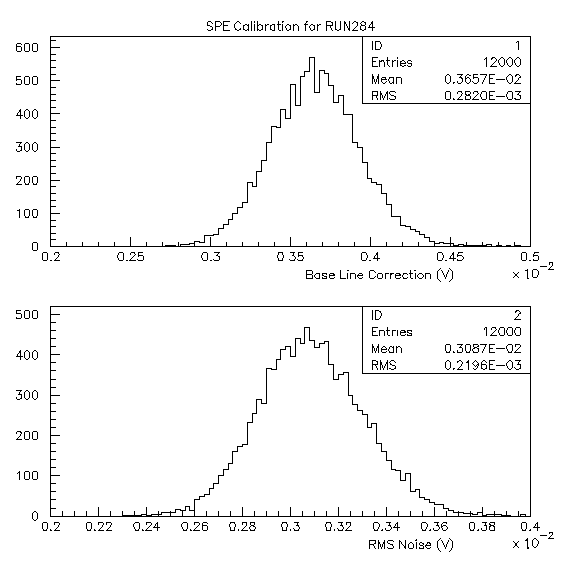 SPE Calibration for RUN284
ID 1
Entries 12000
Mean 0.3657E-02
RMS 0.2820E-03
600
500
400
300
200
100
0
0.2 0.25 0.3 0.35 0.4 0.45 0.5
× 10⁻²
Base Line Correction (V)
ID 2
Entries 12000
Mean 0.3087E-02
RMS 0.2196E-03
500
400
300
200
100
0
0.2 0.22 0.24 0.26 0.28 0.3 0.32 0.34 0.36 0.38 0.4
× 10⁻²
RMS Noise (V)